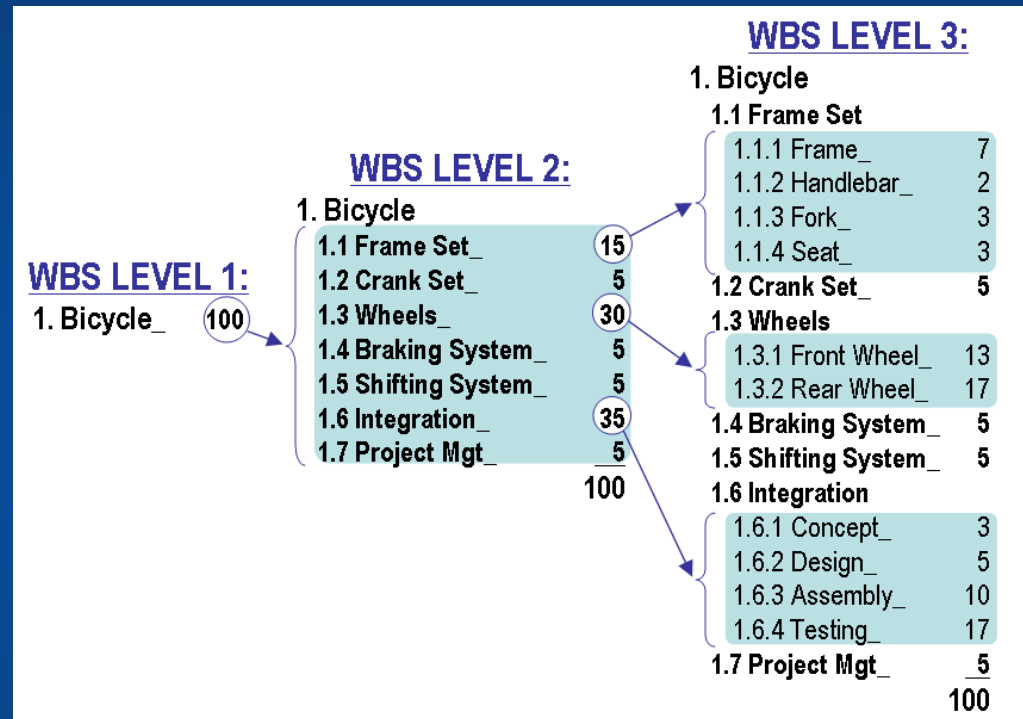 WBS LEVEL 1:
1. Bicycle_ 100
WBS LEVEL 2:
1. Bicycle
1.1 Frame Set_ 15
1.2 Crank Set_ 5
1.3 Wheels_ 30
1.4 Braking System_ 5
1.5 Shifting System_ 5
1.6 Integration_ 35
1.7 Project Mgt_ 5
100
WBS LEVEL 3:
1. Bicycle
1.1 Frame Set
1.1.1 Frame_ 7
1.1.2 Handlebar_ 2
1.1.3 Fork_ 3
1.1.4 Seat_ 3
1.2 Crank Set_ 5
1.3 Wheels
1.3.1 Front Wheel_ 13
1.3.2 Rear Wheel_ 17
1.4 Braking System_ 5
1.5 Shifting System_ 5
1.6 Integration
1.6.1 Concept_ 3
1.6.2 Design_ 5
1.6.3 Assembly_ 10
1.6.4 Testing_ 17
1.7 Project Mgt_ 5
100